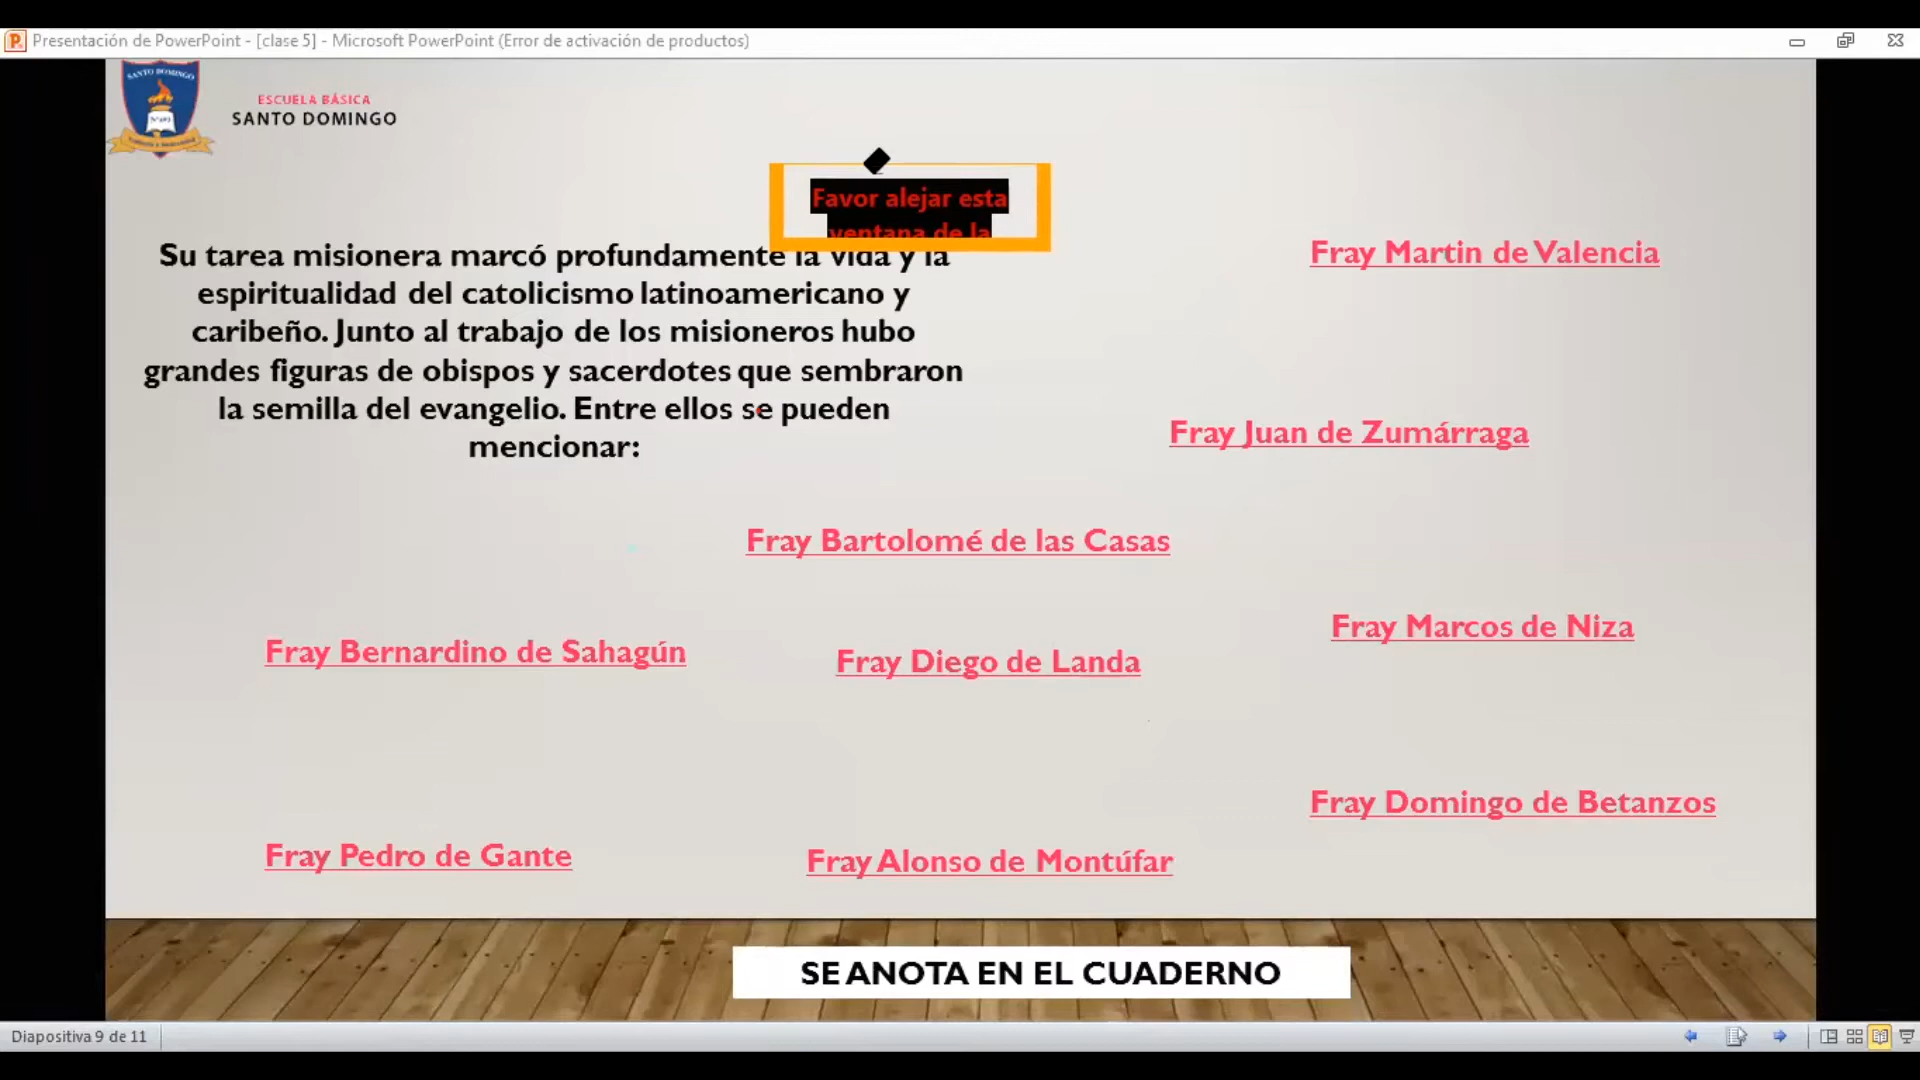 Presentación de PowerPoint - [clase 5] - Microsoft PowerPoint (Error de activación de productos)
SANTO DOMINGO
ESCUELA BÁSICA
SANTO DOMINGO
Favor alejar esta
ventana de la
Su tarea misionera marcó profundamente la vida y la
espiritualidad del catolicismo latinoamericano y
caribeño. Junto al trabajo de los misioneros hubo
grandes figuras de obispos y sacerdotes que sembraron
la semilla del evangelio. Entre ellos se pueden
mencionar:
Fray Martin de Valencia
Fray Juan de Zumárraga
Fray Bartolomé de las Casas
Fray Marcos de Niza
Fray Bernardino de Sahagún
Fray Diego de Landa
Fray Domingo de Betanzos
Fray Pedro de Gante
Fray Alonso de Montúfar
SE ANOTA EN EL CUADERNO
Diapositiva 9 de 11